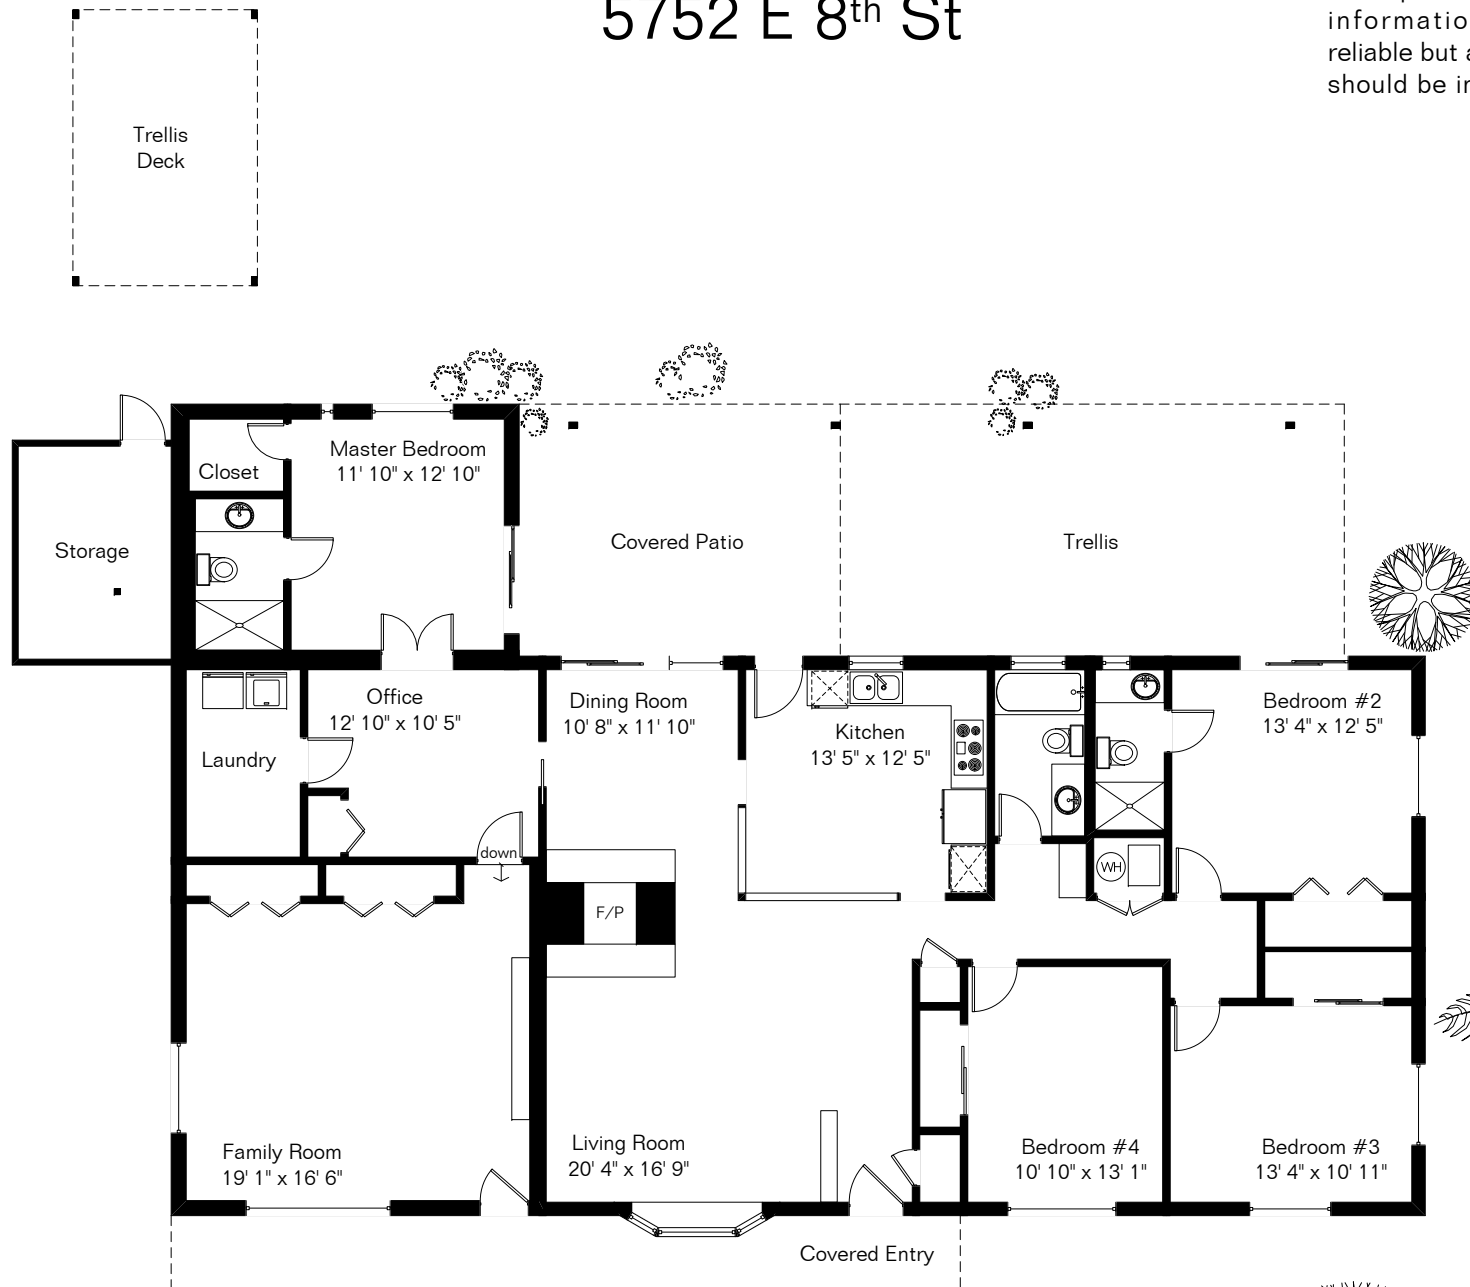 5752 E 8th St
reliable but
should be
Trellis
Deck
Master Bedroom
11' 10" x 12' 10"
Closet
Storage
Covered Patio
Trellis
Office
12' 10" x 10' 5"
Laundry
down
Dining Room
10' 8" x 11' 10"
Kitchen
13' 5" x 12' 5"
Bedroom #2
13' 4" x 12' 5"
WH
F/P
Family Room
19' 1" x 16' 6"
Living Room
20' 4" x 16' 9"
Bedroom #4
10' 10" x 13' 1"
Bedroom #3
13' 4" x 10' 11"
Covered Entry